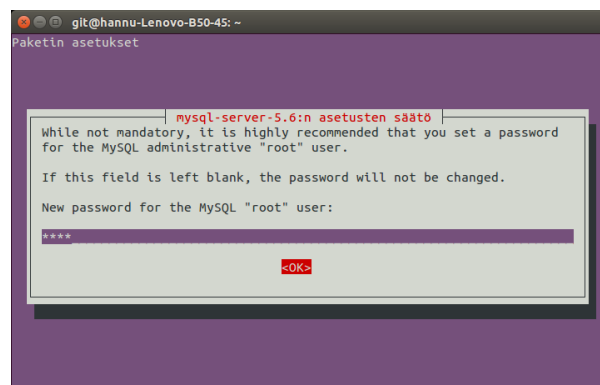 git@hannu-Lenovo-B50-45: ~
Paketin asetukset
mysql-server-5.6:n asetusten säätö
While not mandatory, it is highly recommended that you set a password
for the MySQL administrative "root" user.
If this field is left blank, the password will not be changed.
New password for the MySQL "root" user:
****
<OK>